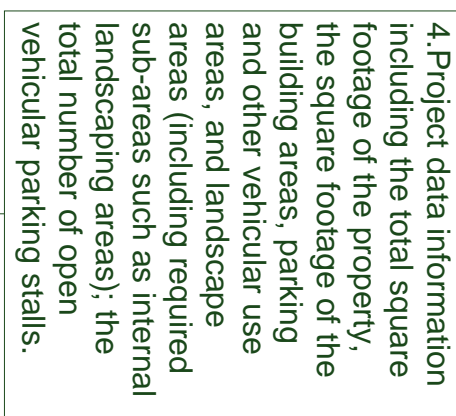 4.Project data information
including the total square
footage of the property,
the square footage of the
building areas, parking
and other vehicular use
areas, and landscape
areas (including required
sub-areas such as internal
landscaping areas); the
total number of open
vehicular parking stalls.